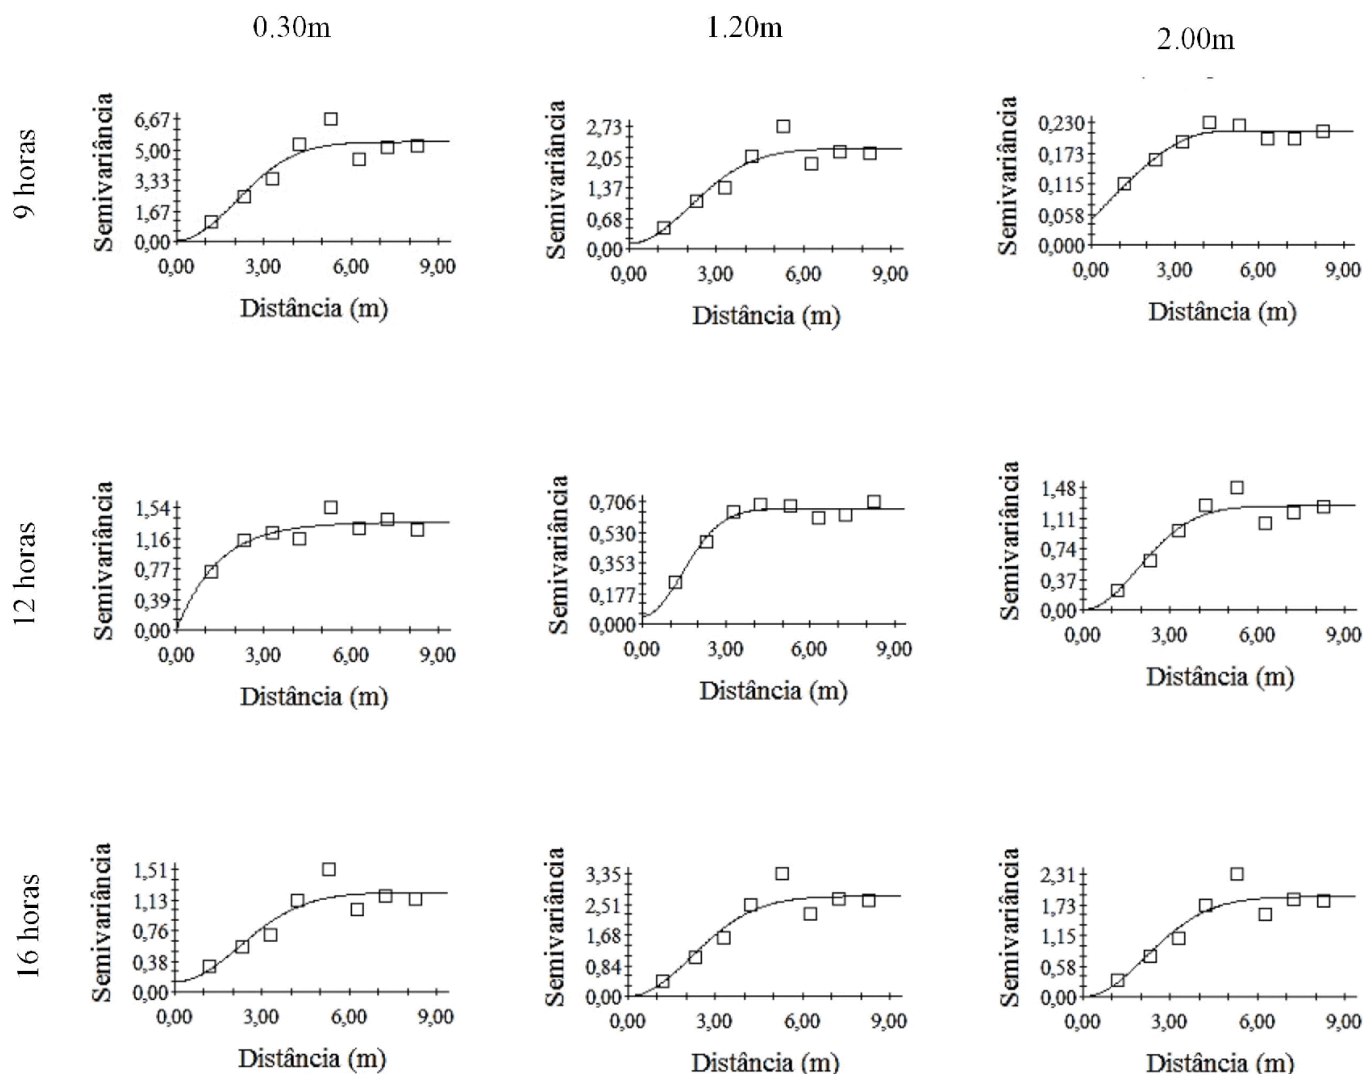 0.30m
1.20m
2.00m
9 horas
Semivariância
6,67
5,00
3,33
1,67
0,00
0,00 3,00 6,00 9,00
Distância (m)
Semivariância
2,73
2,05
1,37
0,68
0,00
0,00 3,00 6,00 9,00
Distância (m)
Semivariância
0,230
0,173
0,115
0,058
0,000
0,00 3,00 6,00 9,00
Distância (m)
12 horas
Semivariância
1,54
1,16
0,77
0,39
0,00
0,00 3,00 6,00 9,00
Distância (m)
Semivariância
0,706
0,530
0,353
0,177
0,000
0,00 3,00 6,00 9,00
Distância (m)
Semivariância
1,48
1,11
0,74
0,37
0,00
0,00 3,00 6,00 9,00
Distância (m)
16 horas
Semivariância
1,51
1,13
0,76
0,38
0,00
0,00 3,00 6,00 9,00
Distância (m)
Semivariância
3,35
2,51
1,68
0,84
0,00
0,00 3,00 6,00 9,00
Distância (m)
Semivariância
2,31
1,73
1,15
0,58
0,00
0,00 3,00 6,00 9,00
Distância (m)